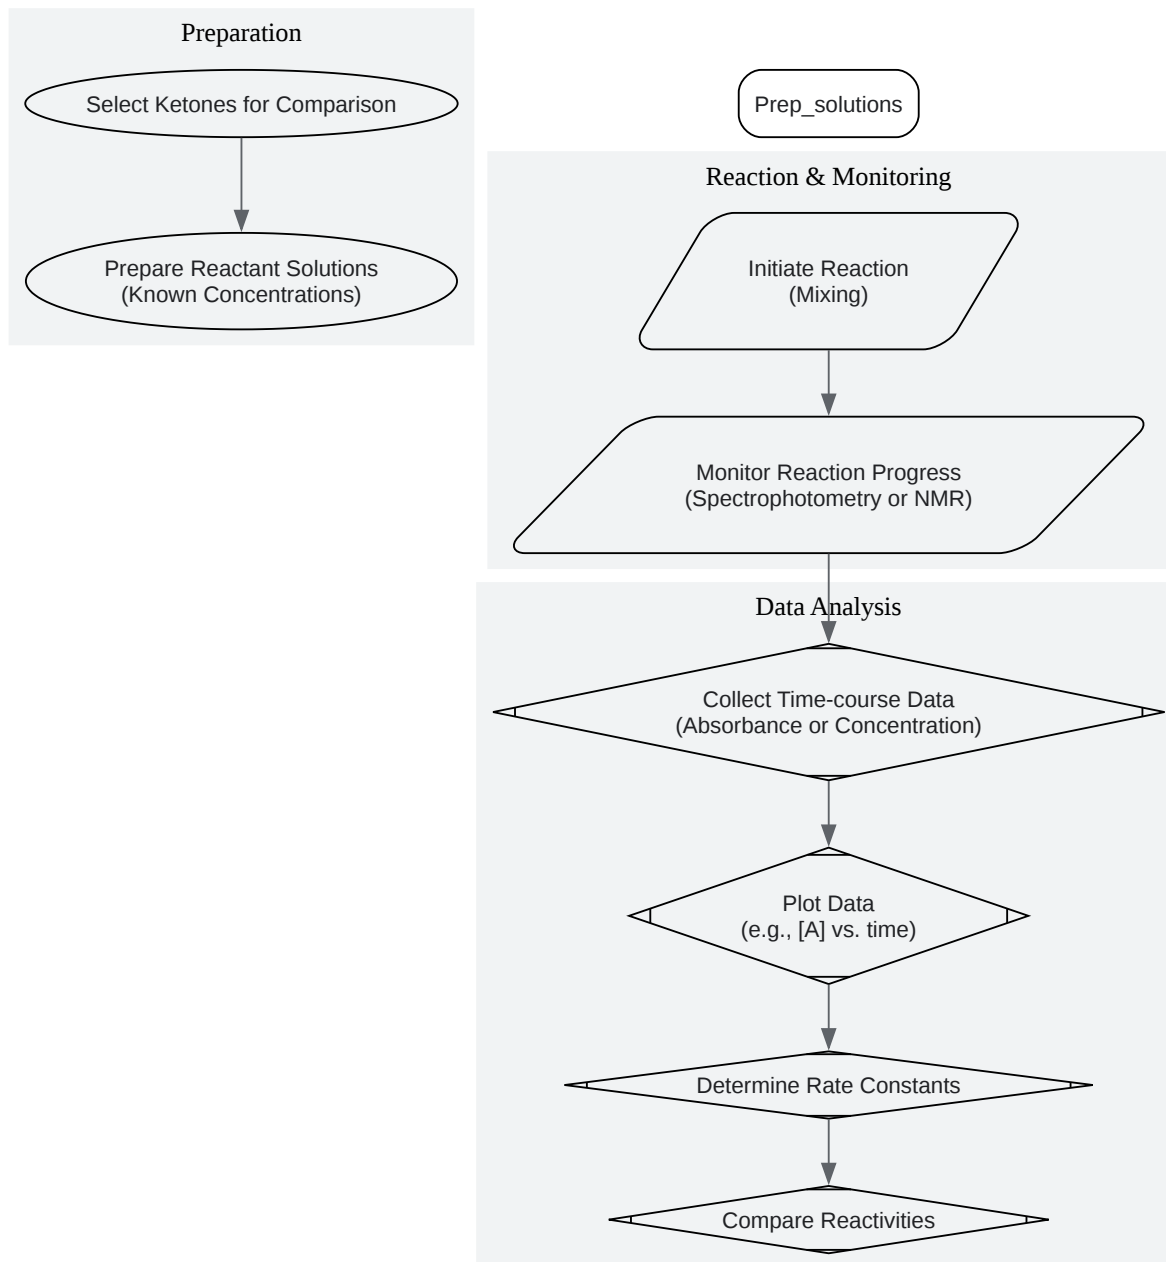 Preparation
Select Ketones for Comparison
Prepare Reactant Solutions
(Known Concentrations)
Prep_solutions
Reaction & Monitoring
Initiate Reaction
(Mixing)
Monitor Reaction Progress
(Spectrophotometry or NMR)
Data Analysis
Collect Time-course Data
(Absorbance or Concentration)
Plot Data
(e.g., [A] vs. time)
Determine Rate Constants
Compare Reactivities